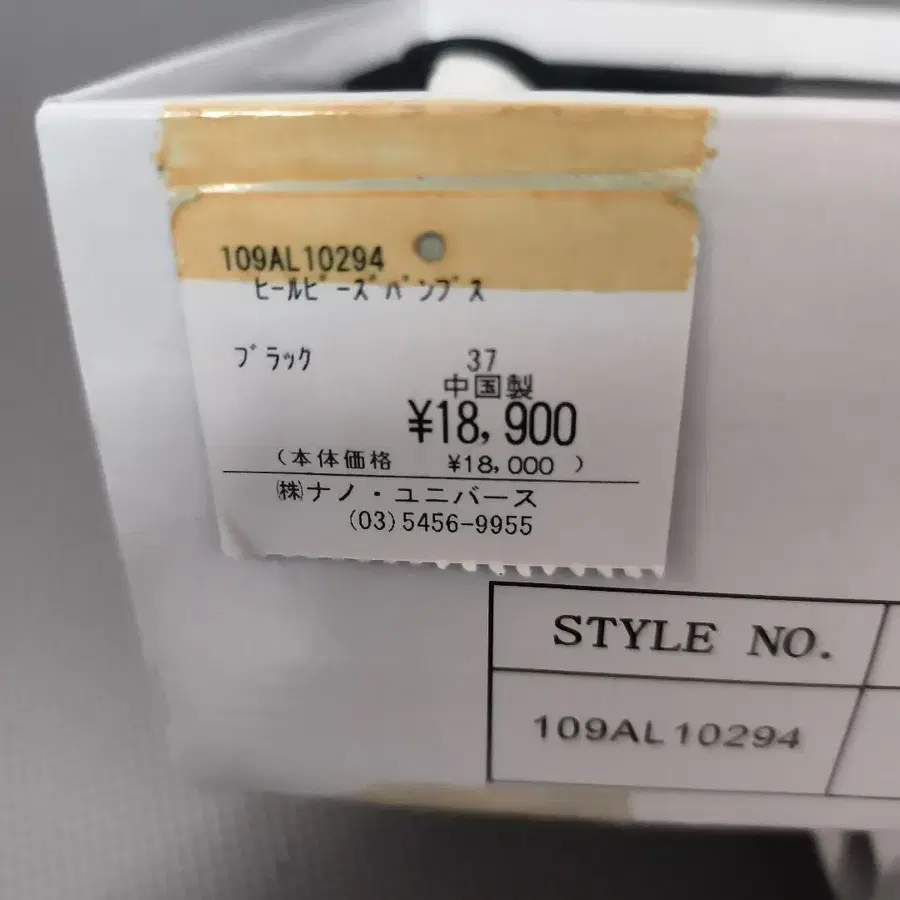 109AL10294
ﾋｰﾙﾋﾞｰｽﾞﾊﾟﾝﾌﾟｽ
ﾌﾞﾗｯｸ 37
中国製
¥18,900
(本体価格 ¥18,000 )
㈱ナノ・ユニバース
(03)5456-9955
STYLE NO.
109AL10294